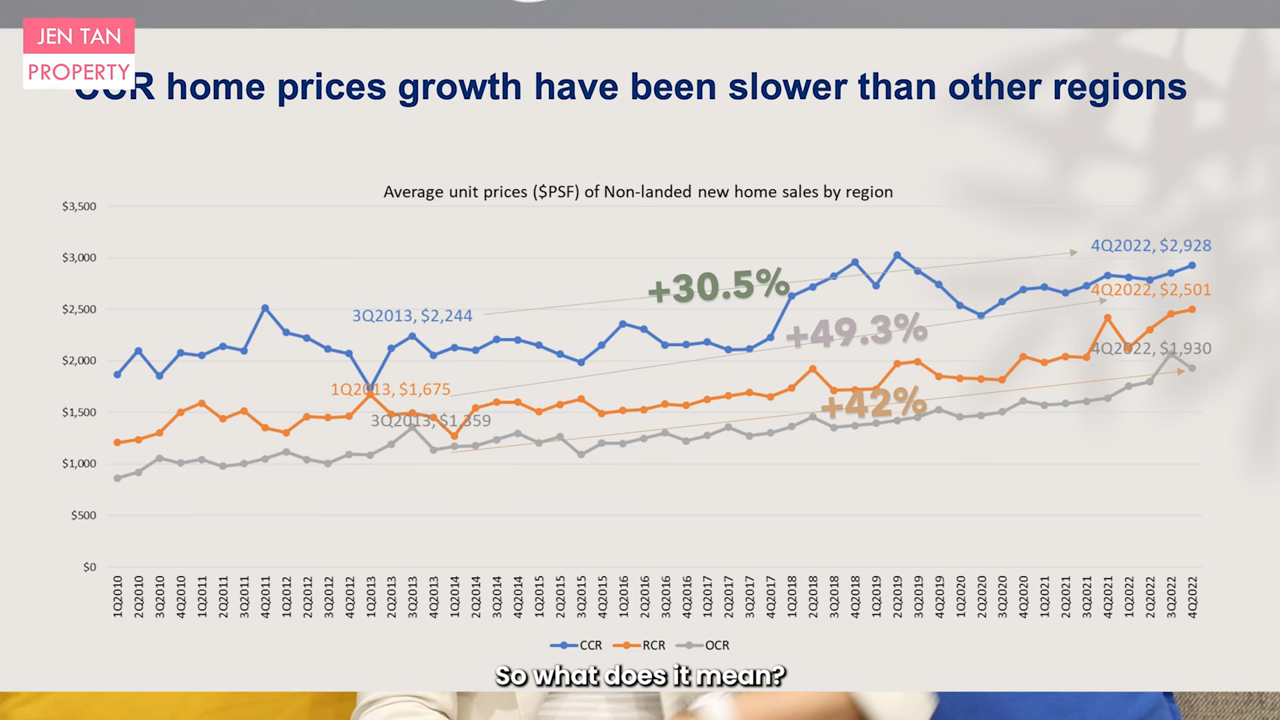 JEN TAN
PROPERTY
CCR home prices growth have been slower than other regions
Average unit prices ($PSF) of Non-landed new home sales by region
$3,500
$3,000
$2,500
$2,000
$1,500
$1,000
$500
$0
4Q2022, $2,928
+30.5%
4Q2022, $2,501
3Q2013, $2,244
+49.3%
4Q2022, $1,930
1Q2013, $1,675
+42%
3Q2013, $1,359
1Q2010
2Q2010
3Q2010
4Q2010
1Q2011
2Q2011
3Q2011
4Q2011
1Q2012
2Q2012
3Q2012
4Q2012
1Q2013
2Q2013
3Q2013
4Q2013
1Q2014
2Q2014
3Q2014
4Q2014
1Q2015
2Q2015
3Q2015
4Q2015
1Q2016
2Q2016
3Q2016
4Q2016
1Q2017
2Q2017
3Q2017
4Q2017
1Q2018
2Q2018
3Q2018
4Q2018
1Q2019
2Q2019
3Q2019
4Q2019
1Q2020
2Q2020
3Q2020
4Q2020
1Q2021
2Q2021
3Q2021
4Q2021
1Q2022
2Q2022
3Q2022
4Q2022
CCR RCR OCR
So what does it mean?